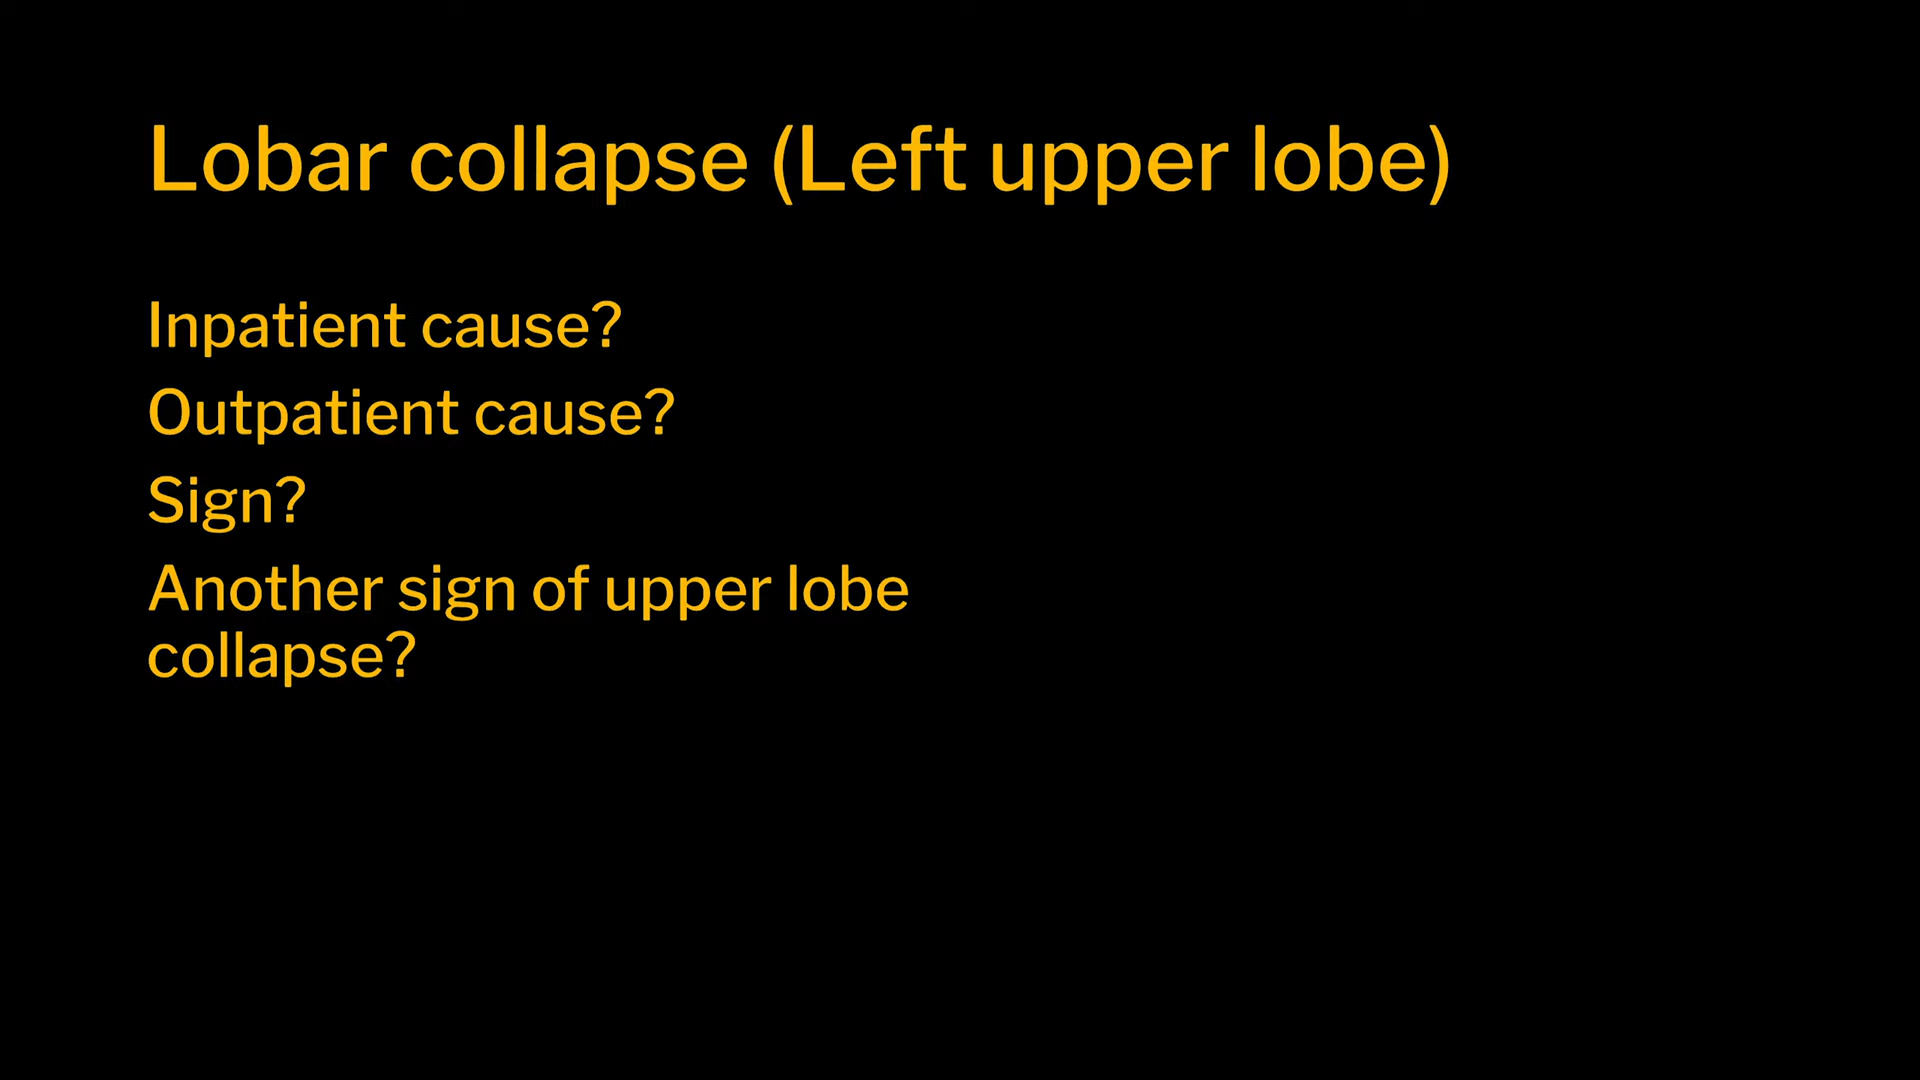 Lobar collapse (Left upper lobe)
Inpatient cause?
Outpatient cause?
Sign?
Another sign of upper lobe
collapse?